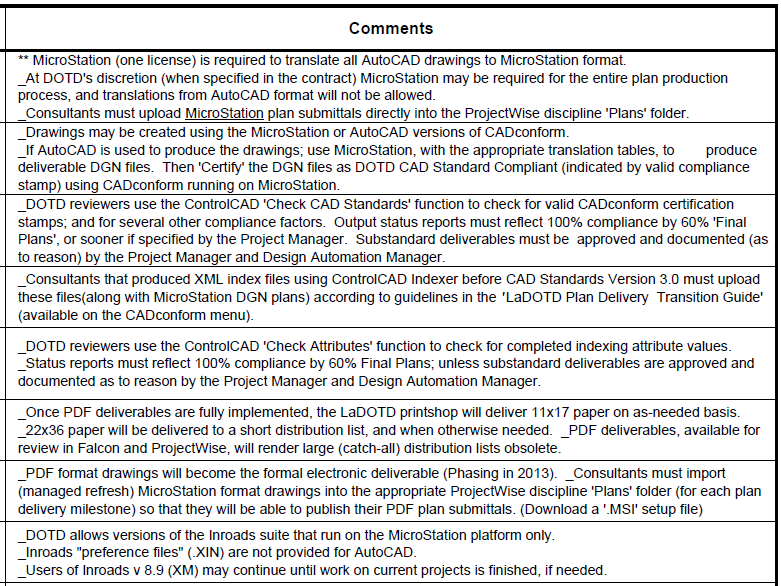 Comments
** MicroStation (one license) is required to translate all AutoCAD drawings to MicroStation format.
_At DOTD's discretion (when specified in the contract) MicroStation may be required for the entire plan production
process, and translations from AutoCAD format will not be allowed.
_Consultants must upload MicroStation plan submittals directly into the ProjectWise discipline 'Plans' folder.
_Drawings may be created using the MicroStation or AutoCAD versions of CADconform.
_If AutoCAD is used to produce the drawings; use MicroStation, with the appropriate translation tables, to produce
deliverable DGN files. Then 'Certify' the DGN files as DOTD CAD Standard Compliant (indicated by valid compliance
stamp) using CADconform running on MicroStation.
_DOTD reviewers use the ControlCAD 'Check CAD Standards' function to check for valid CADconform certification
stamps; and for several other compliance factors. Output status reports must reflect 100% compliance by 60% 'Final
Plans', or sooner if specified by the Project Manager. Substandard deliverables must be approved and documented (as
to reason) by the Project Manager and Design Automation Manager.
_Consultants that produced XML index files using ControlCAD Indexer before CAD Standards Version 3.0 must upload
these files(along with MicroStation DGN plans) according to guidelines in the 'LaDOTD Plan Delivery Transition Guide'
(available on the CADconform menu).
_DOTD reviewers use the ControlCAD 'Check Attributes' function to check for completed indexing attribute values.
_Status reports must reflect 100% compliance by 60% Final Plans; unless substandard deliverables are approved and
documented as to reason by the Project Manager and Design Automation Manager.
_Once PDF deliverables are fully implemented, the LaDOTD printshop will deliver 11x17 paper on as-needed basis.
_22x36 paper will be delivered to a short distribution list, and when otherwise needed. _PDF deliverables, available for
review in Falcon and ProjectWise, will render large (catch-all) distribution lists obsolete.
_PDF format drawings will become the formal electronic deliverable (Phasing in 2013). _Consultants must import
(managed refresh) MicroStation format drawings into the appropriate ProjectWise discipline 'Plans' folder (for each plan
delivery milestone) so that they will be able to publish their PDF plan submittals. (Download a '.MSI' setup file)
_DOTD allows versions of the Inroads suite that run on the MicroStation platform only.
_Inroads "preference files" (.XIN) are not provided for AutoCAD.
_Users of Inroads v 8.9 (XM) may continue until work on current projects is finished, if needed.